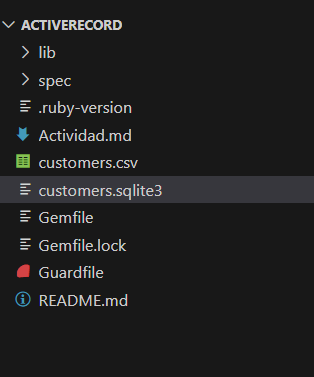 ACTIVERECORD
lib
spec
.ruby-version
Actividad.md
customers.csv
customers.sqlite3
Gemfile
Gemfile.lock
Guardfile
README.md